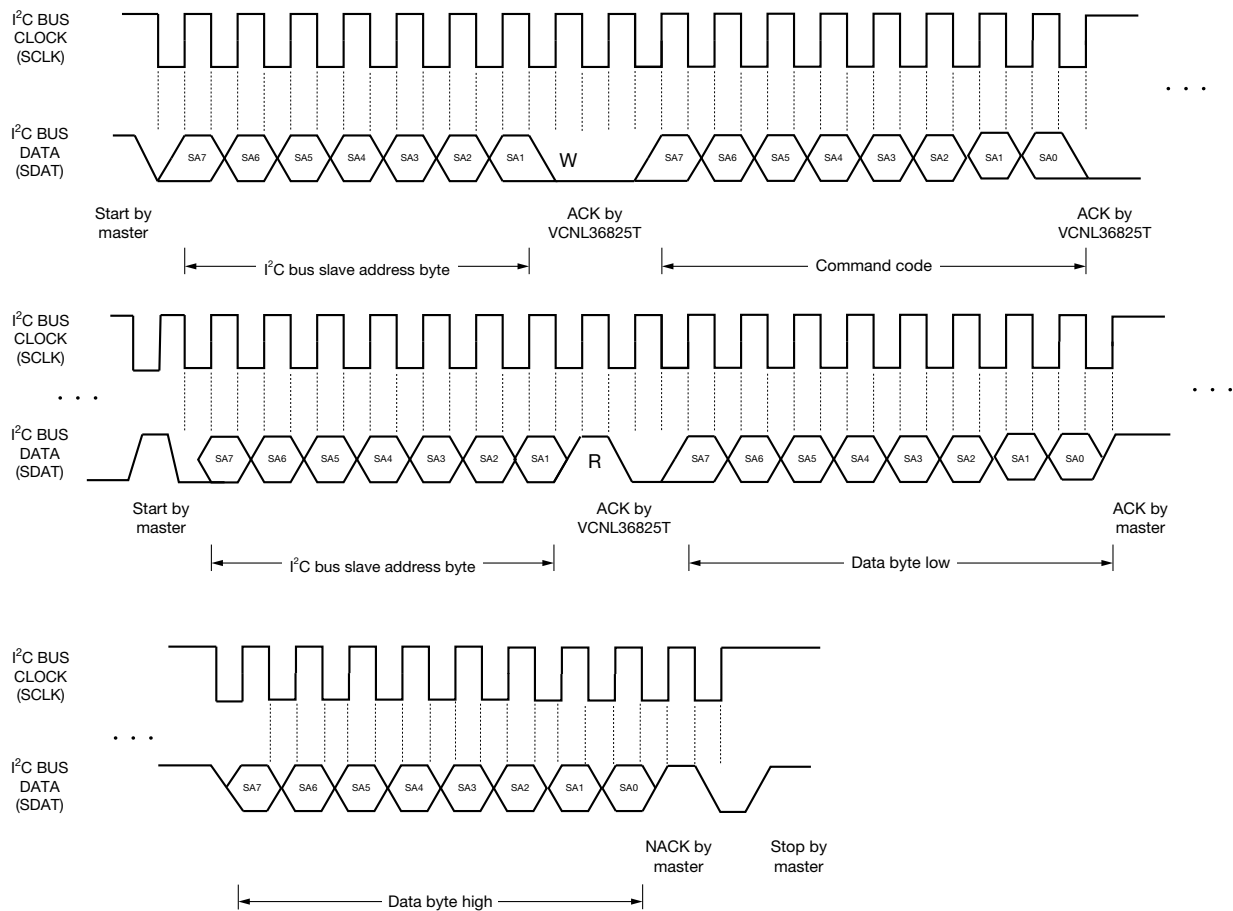 I²C BUS
CLOCK
(SCLK)
. . .
I²C BUS
DATA
(SDAT)
SA7 SA6 SA5 SA4 SA3 SA2 SA1 W SA7 SA6 SA5 SA4 SA3 SA2 SA1 SA0
Start by
master
ACK by
VCNL36825T
ACK by
VCNL36825T
I²C bus slave address byte
Command code
I²C BUS
CLOCK
(SCLK)
. . .
. . .
I²C BUS
DATA
(SDAT)
SA7 SA6 SA5 SA4 SA3 SA2 SA1 R SA7 SA6 SA5 SA4 SA3 SA2 SA1 SA0
Start by
master
ACK by
VCNL36825T
ACK by
master
I²C bus slave address byte
Data byte low
I²C BUS
CLOCK
(SCLK)
. . .
I²C BUS
DATA
(SDAT)
SA7 SA6 SA5 SA4 SA3 SA2 SA1 SA0
NACK by
master
Stop by
master
Data byte high